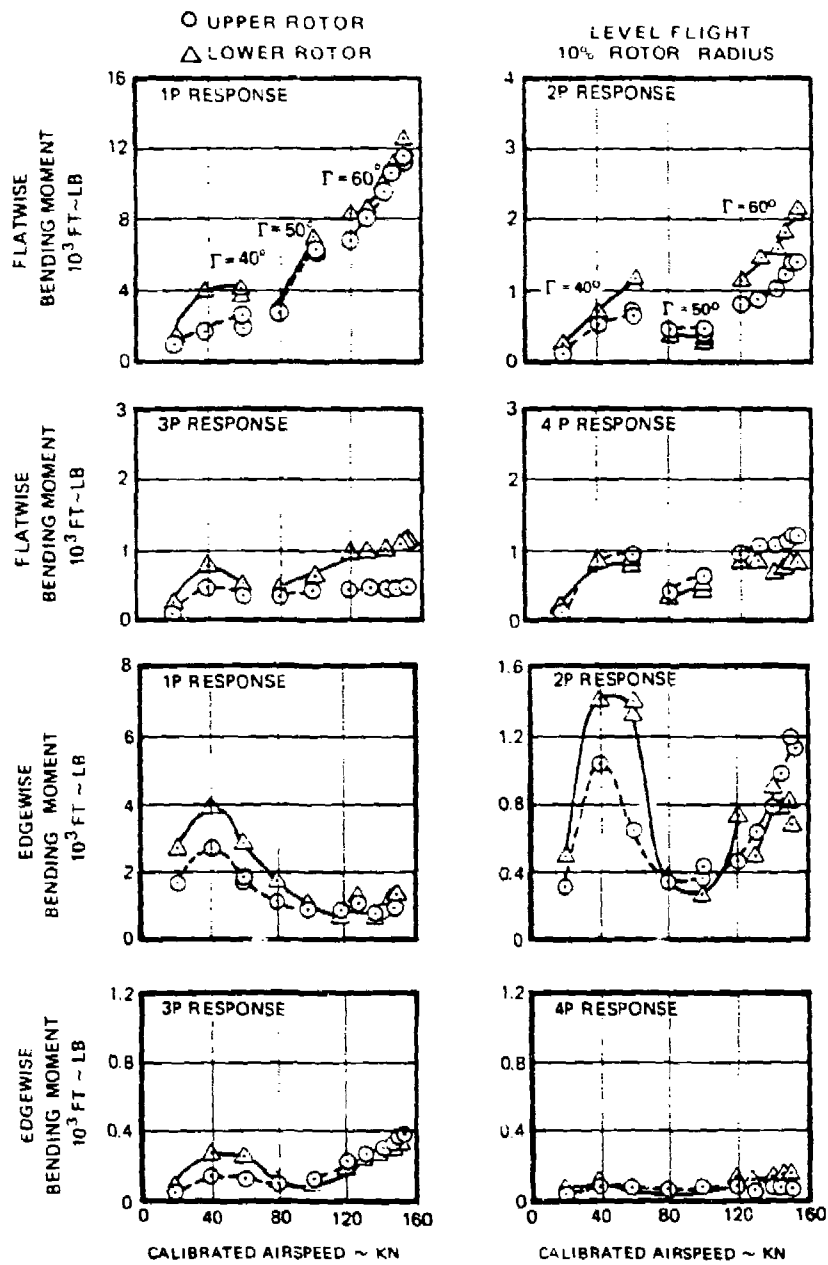 ○ UPPER ROTOR
△ LOWER ROTOR
LEVEL FLIGHT
10% ROTOR RADIUS
FLATWISE
BENDING MOMENT
10³ FT~LB
16
12
8
4
0
1P RESPONSE
Γ = 40°
Γ = 50°
Γ = 60°
4
3
2
1
0
2P RESPONSE
Γ = 40°
Γ = 50°
Γ = 60°
FLATWISE
BENDING MOMENT
10³ FT~LB
3
2
1
0
3P RESPONSE
3
2
1
0
4 P RESPONSE
EDGEWISE
BENDING MOMENT
10³ FT ~ LB
8
6
4
2
0
1P RESPONSE
1.6
1.2
0.8
0.4
0
2P RESPONSE
EDGEWISE
BENDING MOMENT
10³ FT ~ LB
1.2
0.8
0.4
0
3P RESPONSE
0 40 80 120 160
CALIBRATED AIRSPEED ~ KN
1.2
0.8
0.4
0
4P RESPONSE
0 40 80 120 160
CALIBRATED AIRSPEED ~ KN